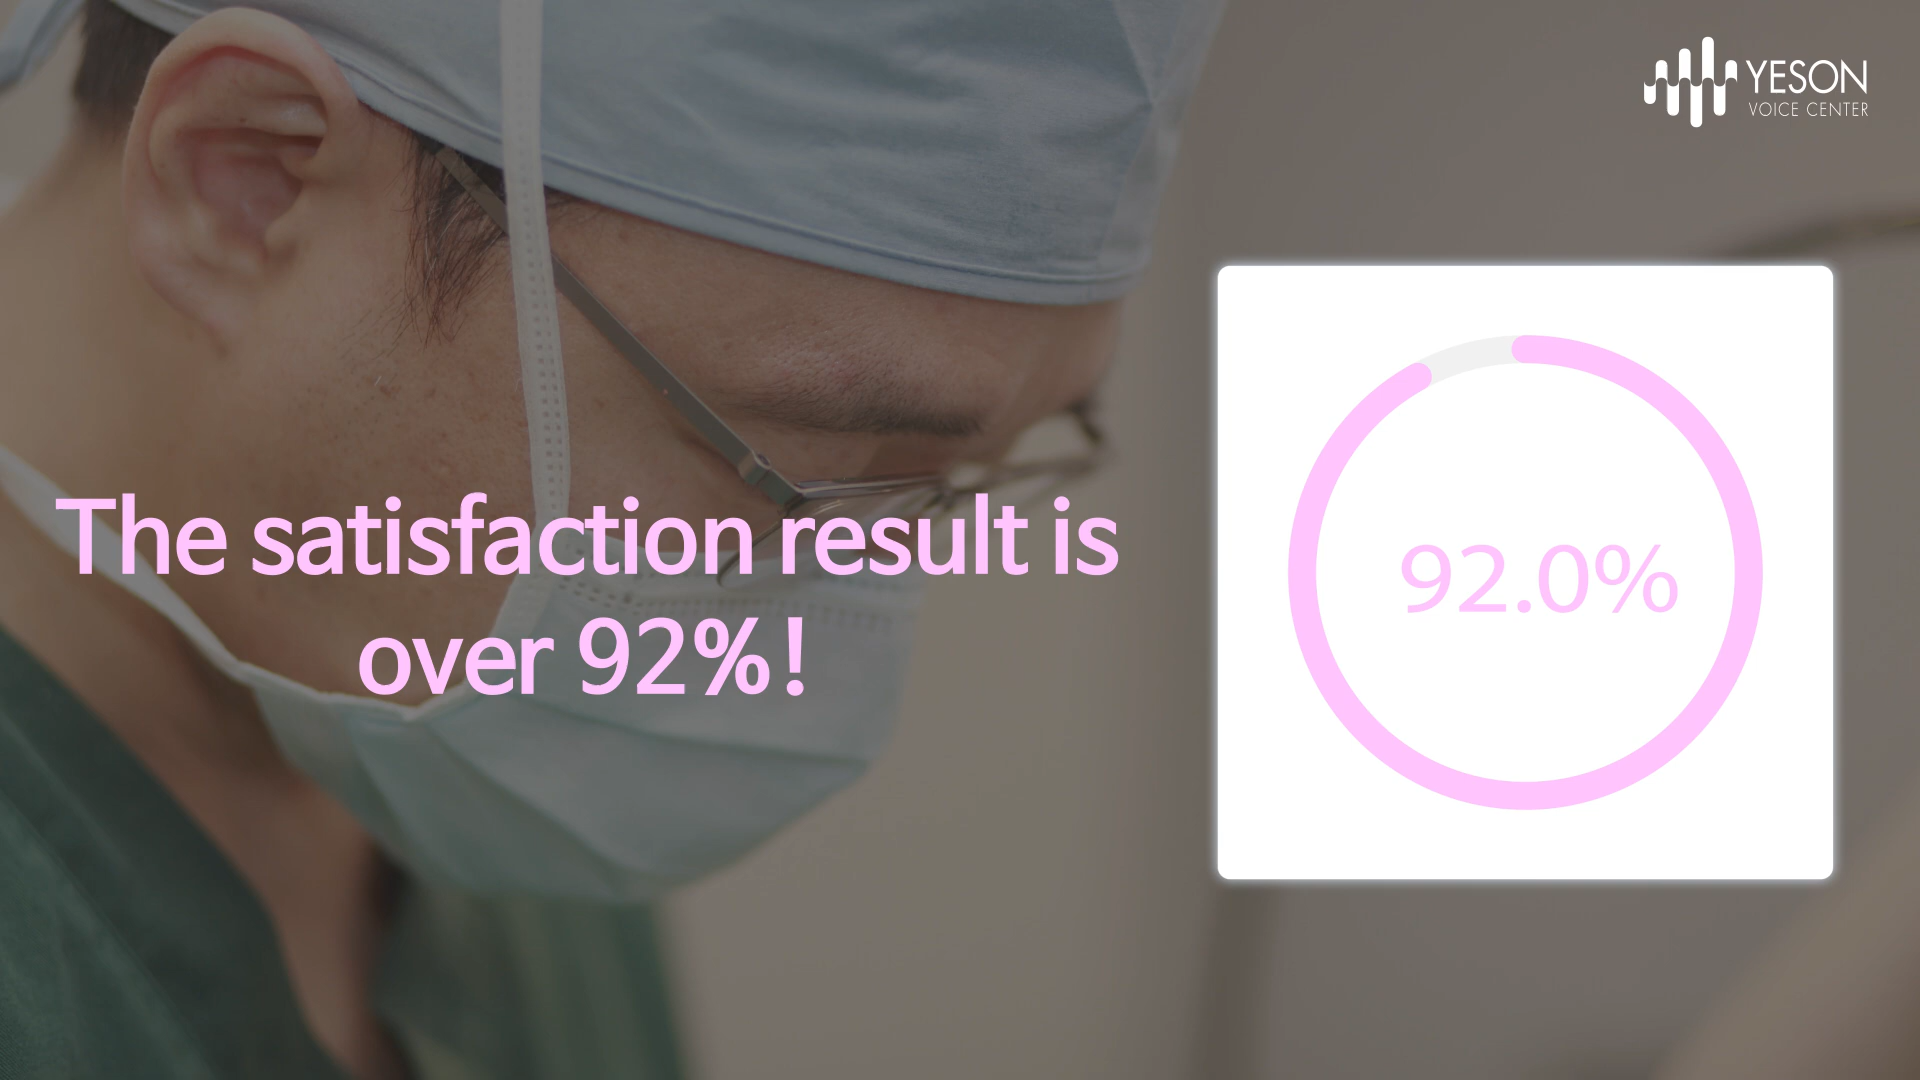 YESON
VOICE CENTER
The satisfaction result is
over 92%!
92.0%